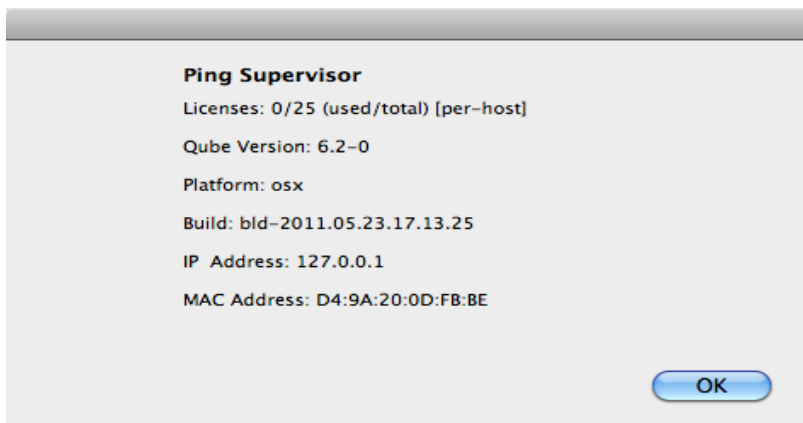 Ping Supervisor
Licenses: 0/25 (used/total) [per-host]
Qube Version: 6.2-0
Platform: osx
Build: bld-2011.05.23.17.13.25
IP  Address: 127.0.0.1
MAC Address: D4:9A:20:0D:FB:BE
OK